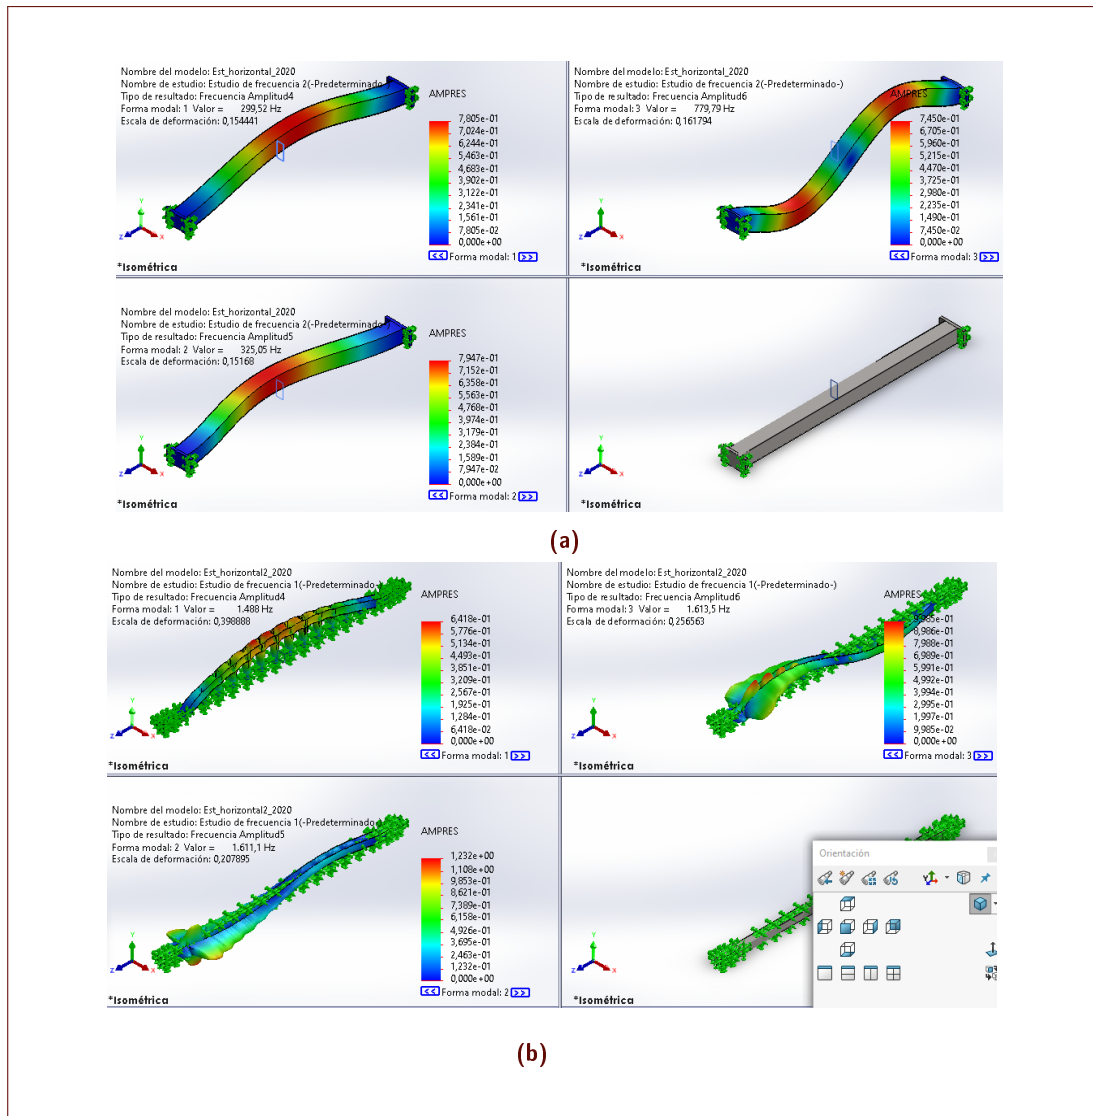 Nombre del modelo: Est_horizontal_2020
Nombre de estudio: Estudio de frecuencia 2(-Predeterminado-
Tipo de resultado: Frecuencia Amplitud4
Forma modal: 1 Valor = 299,52 Hz
Escala de deformación: 0,154441
AMPRES
7,805e-01
7,024e-01
6,244e-01
5,463e-01
4,683e-01
3,902e-01
3,122e-01
2,341e-01
1,561e-01
7,805e-02
0,000e+00
<< Forma modal: 1 >>
Y
Z
X
*Isométrica
Nombre del modelo: Est_horizontal_2020
Nombre de estudio: Estudio de frecuencia 2(-Predeterminado-)
Tipo de resultado: Frecuencia Amplitud6
Forma modal: 3 Valor = 779,79 Hz
Escala de deformación: 0,161794
AMPRES
7,450e-01
6,705e-01
5,960e-01
5,215e-01
4,470e-01
3,725e-01
2,980e-01
2,235e-01
1,490e-01
7,450e-02
0,000e+00
<< Forma modal: 3 >>
Y
Z
X
*Isométrica
Nombre del modelo: Est_horizontal_2020
Nombre de estudio: Estudio de frecuencia 2(-Predeterminado-)
Tipo de resultado: Frecuencia Amplitud5
Forma modal: 2 Valor = 325,05 Hz
Escala de deformación: 0,15168
AMPRES
7,947e-01
7,152e-01
6,358e-01
5,563e-01
4,768e-01
3,974e-01
3,179e-01
2,384e-01
1,589e-01
7,947e-02
0,000e+00
<< Forma modal: 2 >>
Y
Z
X
*Isométrica
Y
Z
X
*Isométrica
(a)
Nombre del modelo: Est_horizontal2_2020
Nombre de estudio: Estudio de frecuencia 1(-Predeterminado-)
Tipo de resultado: Frecuencia Amplitud4
Forma modal: 1 Valor = 1.488 Hz
Escala de deformación: 0,398888
AMPRES
6,418e-01
5,776e-01
5,134e-01
4,493e-01
3,851e-01
3,209e-01
2,567e-01
1,925e-01
1,284e-01
6,418e-02
0,000e+00
<< Forma modal: 1 >>
Y
Z
X
*Isométrica
Nombre del modelo: Est_horizontal2_2020
Nombre de estudio: Estudio de frecuencia 1(-Predeterminado-)
Tipo de resultado: Frecuencia Amplitud6
Forma modal: 3 Valor = 1.613,5 Hz
Escala de deformación: 0,256563
AMPRES
9,985e-01
8,986e-01
7,988e-01
6,989e-01
5,991e-01
4,992e-01
3,994e-01
2,995e-01
1,997e-01
9,985e-02
0,000e+00
<< Forma modal: 3 >>
Y
Z
X
*Isométrica
Nombre del modelo: Est_horizontal2_2020
Nombre de estudio: Estudio de frecuencia 1(-Predeterminado-)
Tipo de resultado: Frecuencia Amplitud5
Forma modal: 2 Valor = 1.611,1 Hz
Escala de deformación: 0,207895
AMPRES
1,232e+00
1,108e+00
9,853e-01
8,621e-01
7,389e-01
6,158e-01
4,926e-01
3,695e-01
2,463e-01
1,232e-01
0,000e+00
<< Forma modal: 2 >>
Y
Z
X
*Isométrica
Orientación
Y
Z
X
*Isométrica
(b)